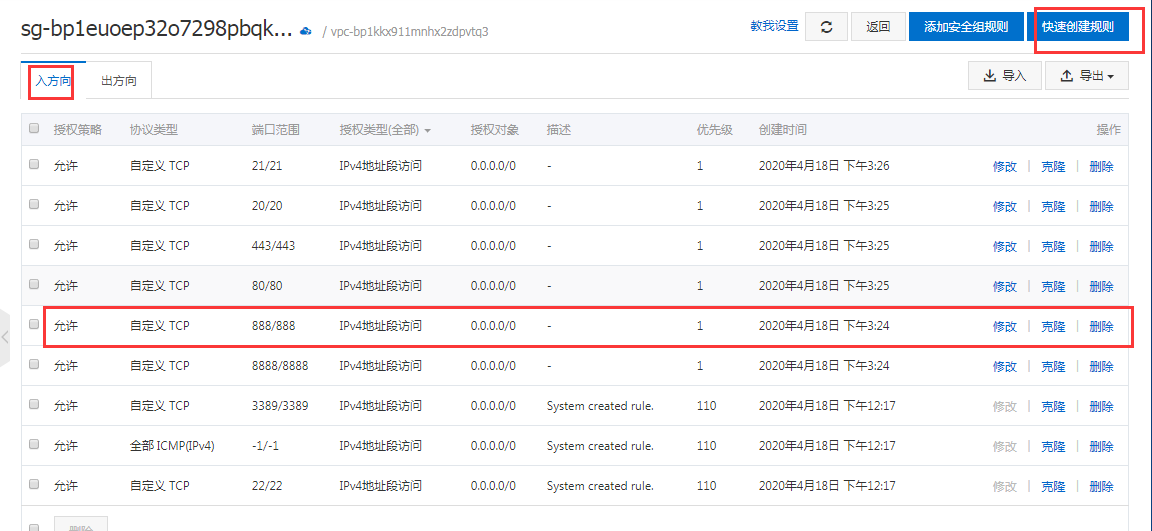 sg-bp1euoep32o7298pbqk... / vpc-bp1kkx911mnhx2zdpvtq3 教我设置 返回 添加安全组规则 快速创建规则
入方向 出方向 导入 导出
授权策略 协议类型 端口范围 授权类型(全部) 授权对象 描述 优先级 创建时间 操作
允许 自定义 TCP 21/21 IPv4地址段访问 0.0.0.0/0 - 1 2020年4月18日 下午3:26 修改 克隆 删除
允许 自定义 TCP 20/20 IPv4地址段访问 0.0.0.0/0 - 1 2020年4月18日 下午3:25 修改 克隆 删除
允许 自定义 TCP 443/443 IPv4地址段访问 0.0.0.0/0 - 1 2020年4月18日 下午3:25 修改 克隆 删除
允许 自定义 TCP 80/80 IPv4地址段访问 0.0.0.0/0 - 1 2020年4月18日 下午3:25 修改 克隆 删除
允许 自定义 TCP 888/888 IPv4地址段访问 0.0.0.0/0 - 1 2020年4月18日 下午3:24 修改 克隆 删除
允许 自定义 TCP 8888/8888 IPv4地址段访问 0.0.0.0/0 - 1 2020年4月18日 下午3:24 修改 克隆 删除
允许 自定义 TCP 3389/3389 IPv4地址段访问 0.0.0.0/0 System created rule. 110 2020年4月18日 下午12:17 修改 克隆 删除
允许 全部 ICMP(IPv4) -1/-1 IPv4地址段访问 0.0.0.0/0 System created rule. 110 2020年4月18日 下午12:17 修改 克隆 删除
允许 自定义 TCP 22/22 IPv4地址段访问 0.0.0.0/0 System created rule. 110 2020年4月18日 下午12:17 修改 克隆 删除
删除